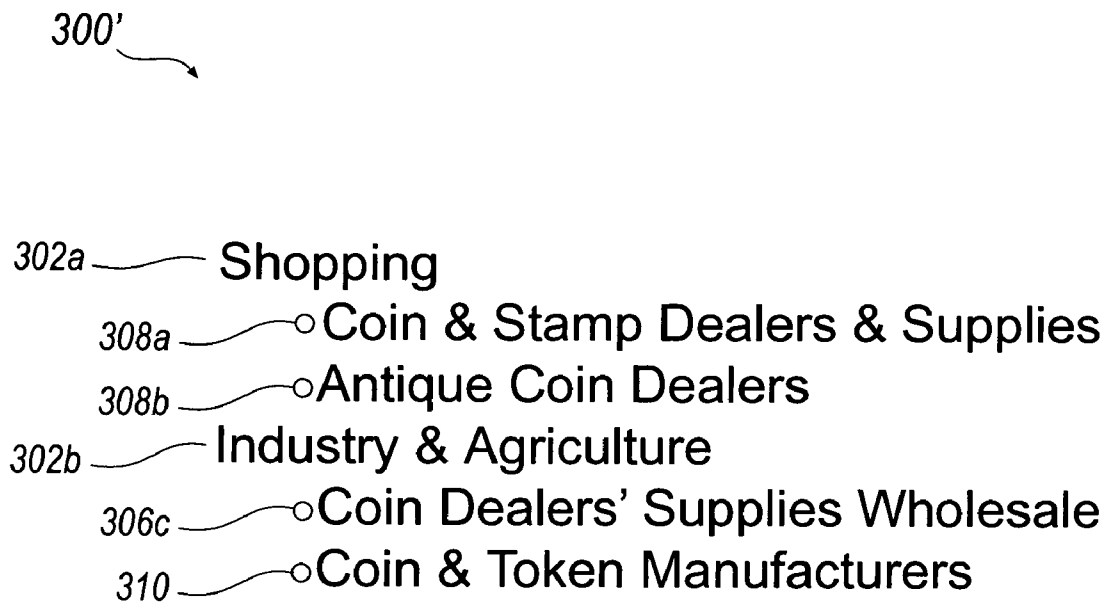 300’
302a Shopping
308a Coin & Stamp Dealers & Supplies
308b Antique Coin Dealers
302b Industry & Agriculture
306c Coin Dealers’ Supplies Wholesale
310 Coin & Token Manufacturers